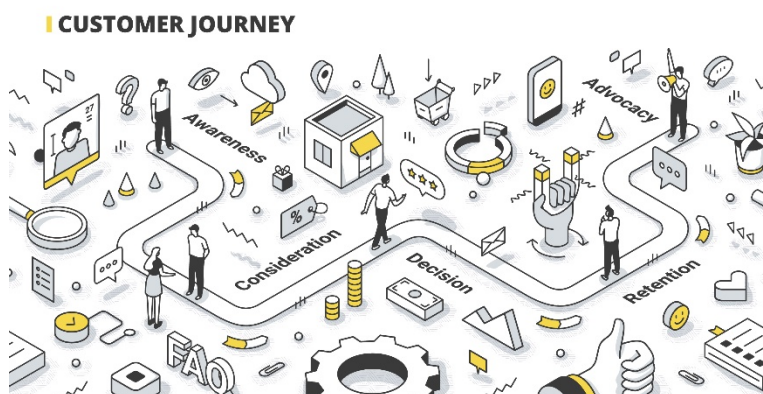 CUSTOMER JOURNEY
27
Awareness
Advocacy
#
%
Consideration
Decision
Retention
FAQ